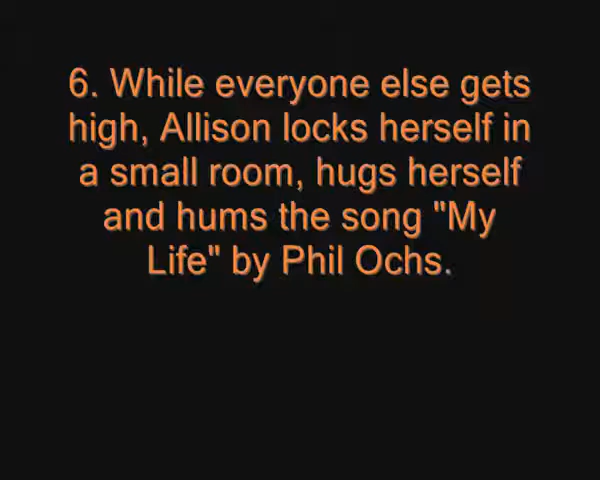 6. While everyone else gets
high, Allison locks herself in
a small room, hugs herself
and hums the song "My
Life" by Phil Ochs.